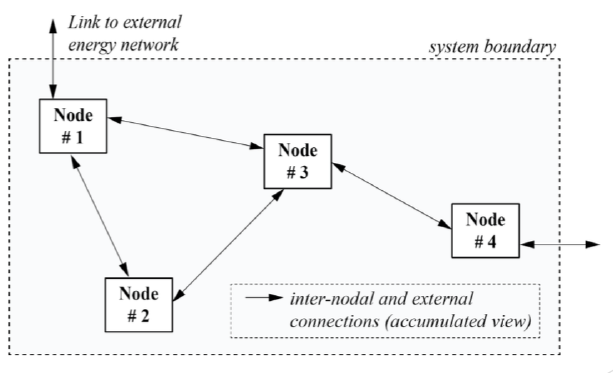 Link to external
energy network
system boundary
Node
# 1
Node
# 3
Node
# 4
Node
# 2
inter-nodal and external
connections (accumulated view)